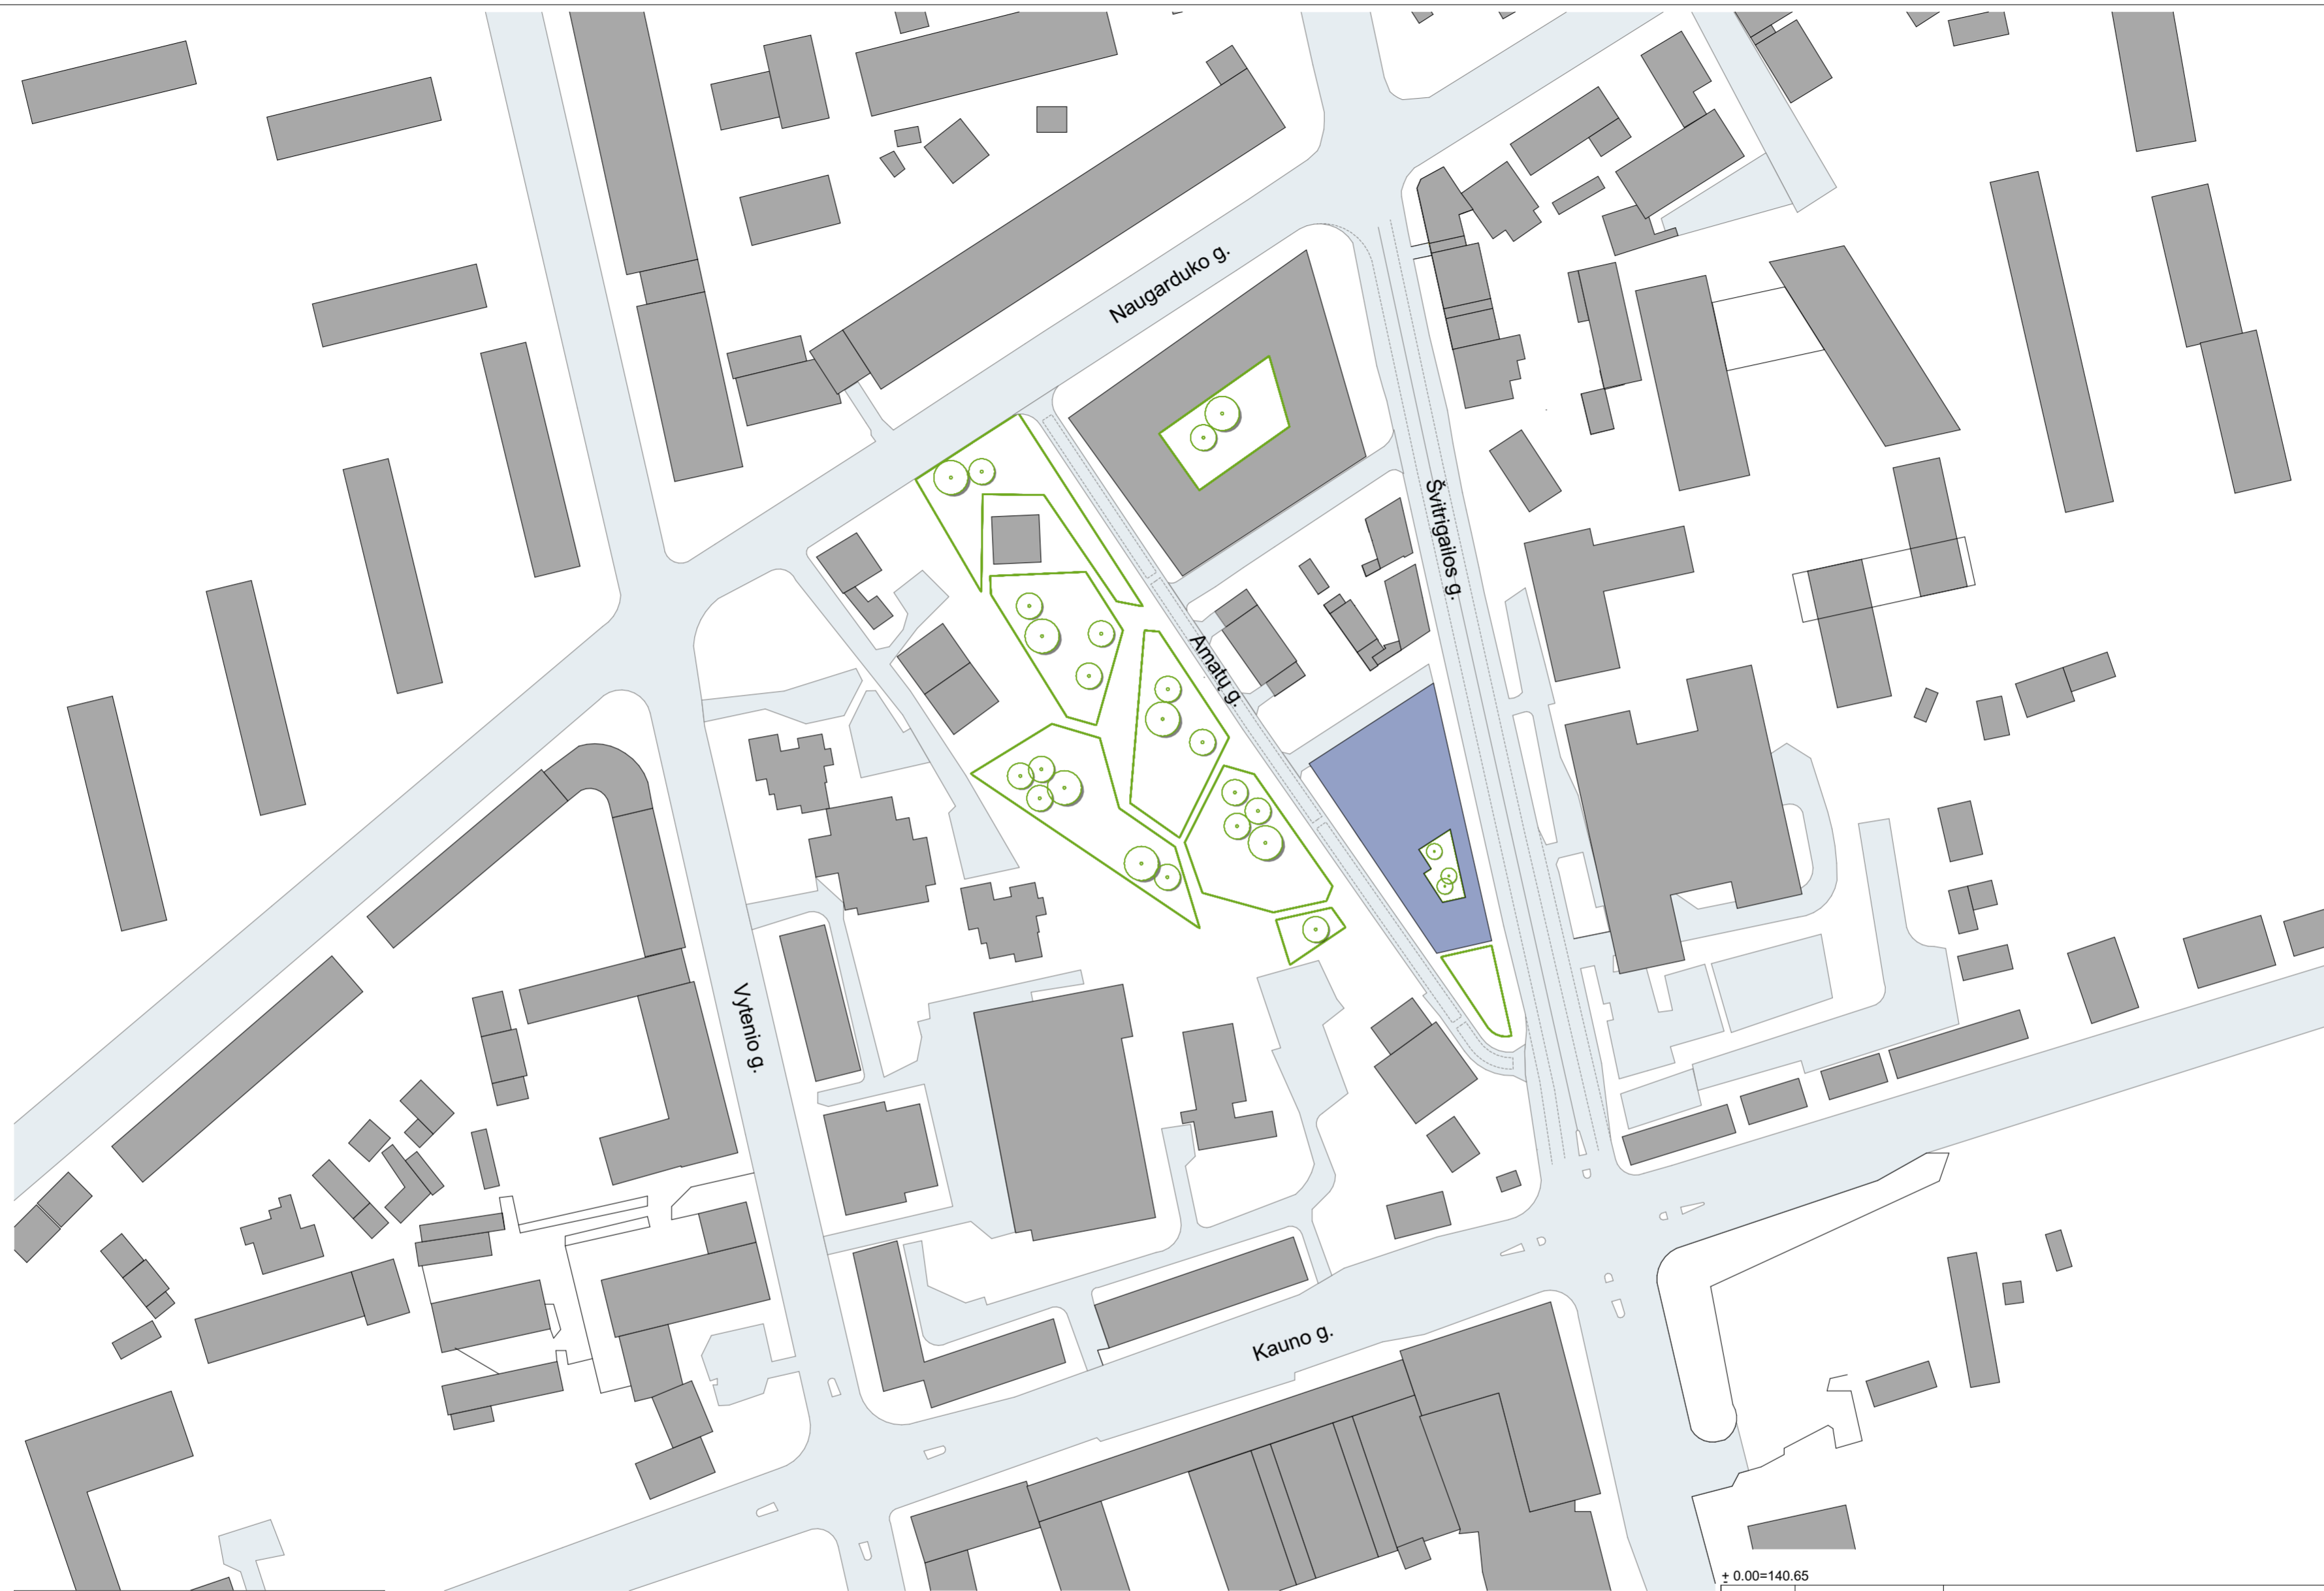 Naugarduko g.
Švitrigailos g.
Amatų g.
Vytenio g.
Kauno g.
± 0.00=140.65